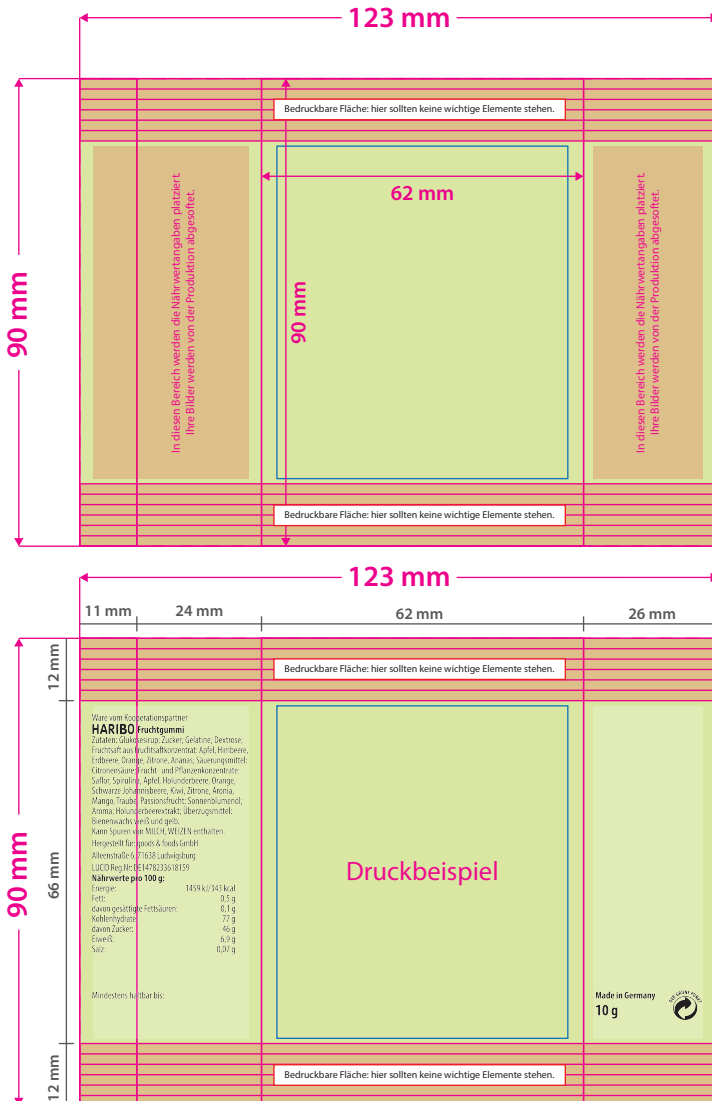 123 mm
90 mm
Bedruckbare Fläche: hier sollten keine wichtige Elemente stehen.
In diesen Bereich werden die Nährwertangaben platziert.
Ihre Bilder werden von der Produktion abgesoftet.
62 mm
90 mm
In diesen Bereich werden die Nährwertangaben platziert.
Ihre Bilder werden von der Produktion abgesoftet.
Bedruckbare Fläche: hier sollten keine wichtige Elemente stehen.
123 mm
11 mm
24 mm
62 mm
26 mm
90 mm
12 mm
66 mm
12 mm
Bedruckbare Fläche: hier sollten keine wichtige Elemente stehen.
Ware vom Kooperationspartner
HARIBO Fruchtgummi
Zutaten: Glukosesirup; Zucker; Gelatine; Dextrose;
Fruchtsaft aus Fruchtsaftkonzentrat: Apfel, Himbeere,
Erdbeere, Orange, Zitrone, Ananas; Säuerungsmittel:
Citronensäure; Frucht- und Pflanzenkonzentrate:
Saflor, Spirulina, Apfel, Holunderbeere, Orange,
Schwarze Johannisbeere, Kiwi, Zitrone, Aronia,
Mango, Traube, Passionsfrucht; Sonnenblumenöl;
Aroma; Holunderbeerextrakt; Überzugsmittel:
Bienenwachs weiß und gelb.
Kann Spuren von MILCH, WEIZEN enthalten.
Hergestellt für: goods & foods GmbH
Alleenstraße 6, 71638 Ludwigsburg
LUCID Reg.Nr: DE1478233618159
Nährwerte pro 100 g:
Energie: 1459 kJ/343 kcal
Fett: 0,5 g
davon gesättigte Fettsäuren: 0,1 g
Kohlenhydrate 77 g
davon Zucker: 46 g
Eiweiß: 6,9 g
Salz: 0,07 g
Mindestens haltbar bis:
Druckbeispiel
Made in Germany
10 g
DER GRÜNE PUNKT
Bedruckbare Fläche: hier sollten keine wichtige Elemente stehen.